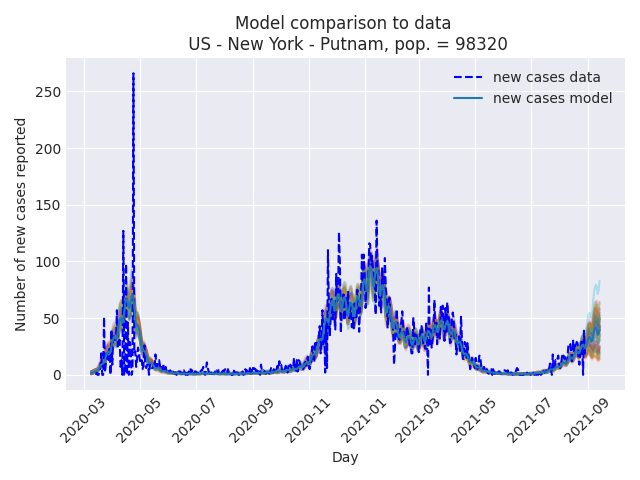 Model comparison to data
US - New York - Putnam, pop. = 98320
new cases data
new cases model
Number of new cases reported
250
200
150
100
50
0
2020-03
2020-05
2020-07
2020-09
2020-11
2021-01
2021-03
2021-05
2021-07
2021-09
Day